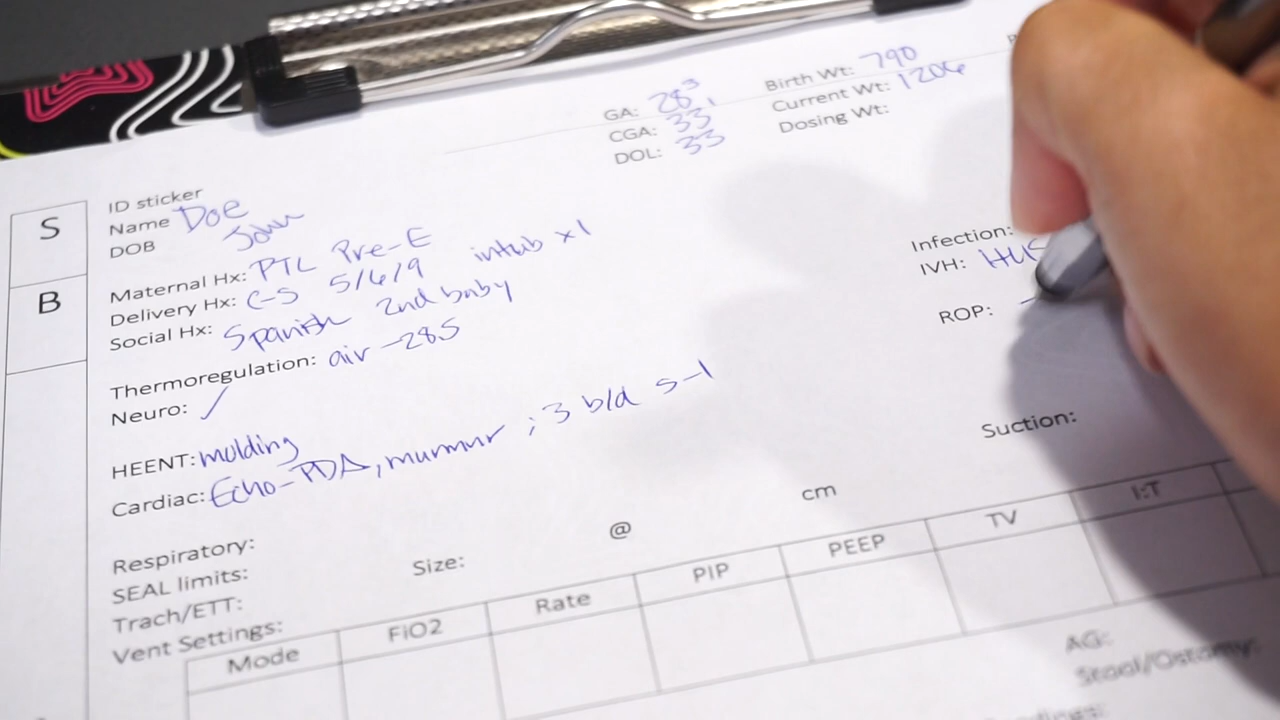 GA: 28³
CGA: 33¹
DOL: 33
Birth Wt: 790
Current Wt: 1206
Dosing Wt:
S
ID sticker
Name Doe
DOB John
B
Maternal Hx: PTL Pre-E
Delivery Hx: C-S 5/6/9 intub x1
Social Hx: Spanish 2nd baby
Infection:
IVH: HUS
ROP:
Thermoregulation: air -285
Neuro: ✓
HEENT: molding
Cardiac: Echo-PDA, murmur ; 3 b/d s-1
Suction:
Respiratory:
SEAL limits:
Trach/ETT: Size: @ cm
Vent Settings:
Mode FiO2 Rate PIP PEEP TV I:T
AG:
Stool/Ostomy: